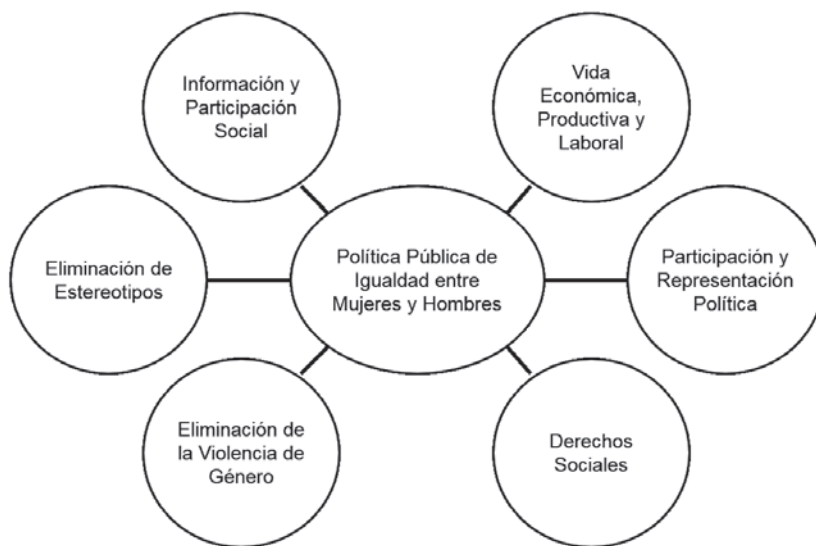 Información y
Participación
Social
Vida
Económica,
Productiva y
Laboral
Eliminación de
Estereotipos
Política Pública de
Igualdad entre
Mujeres y Hombres
Participación y
Representación
Política
Eliminación de
la Violencia de
Género
Derechos
Sociales